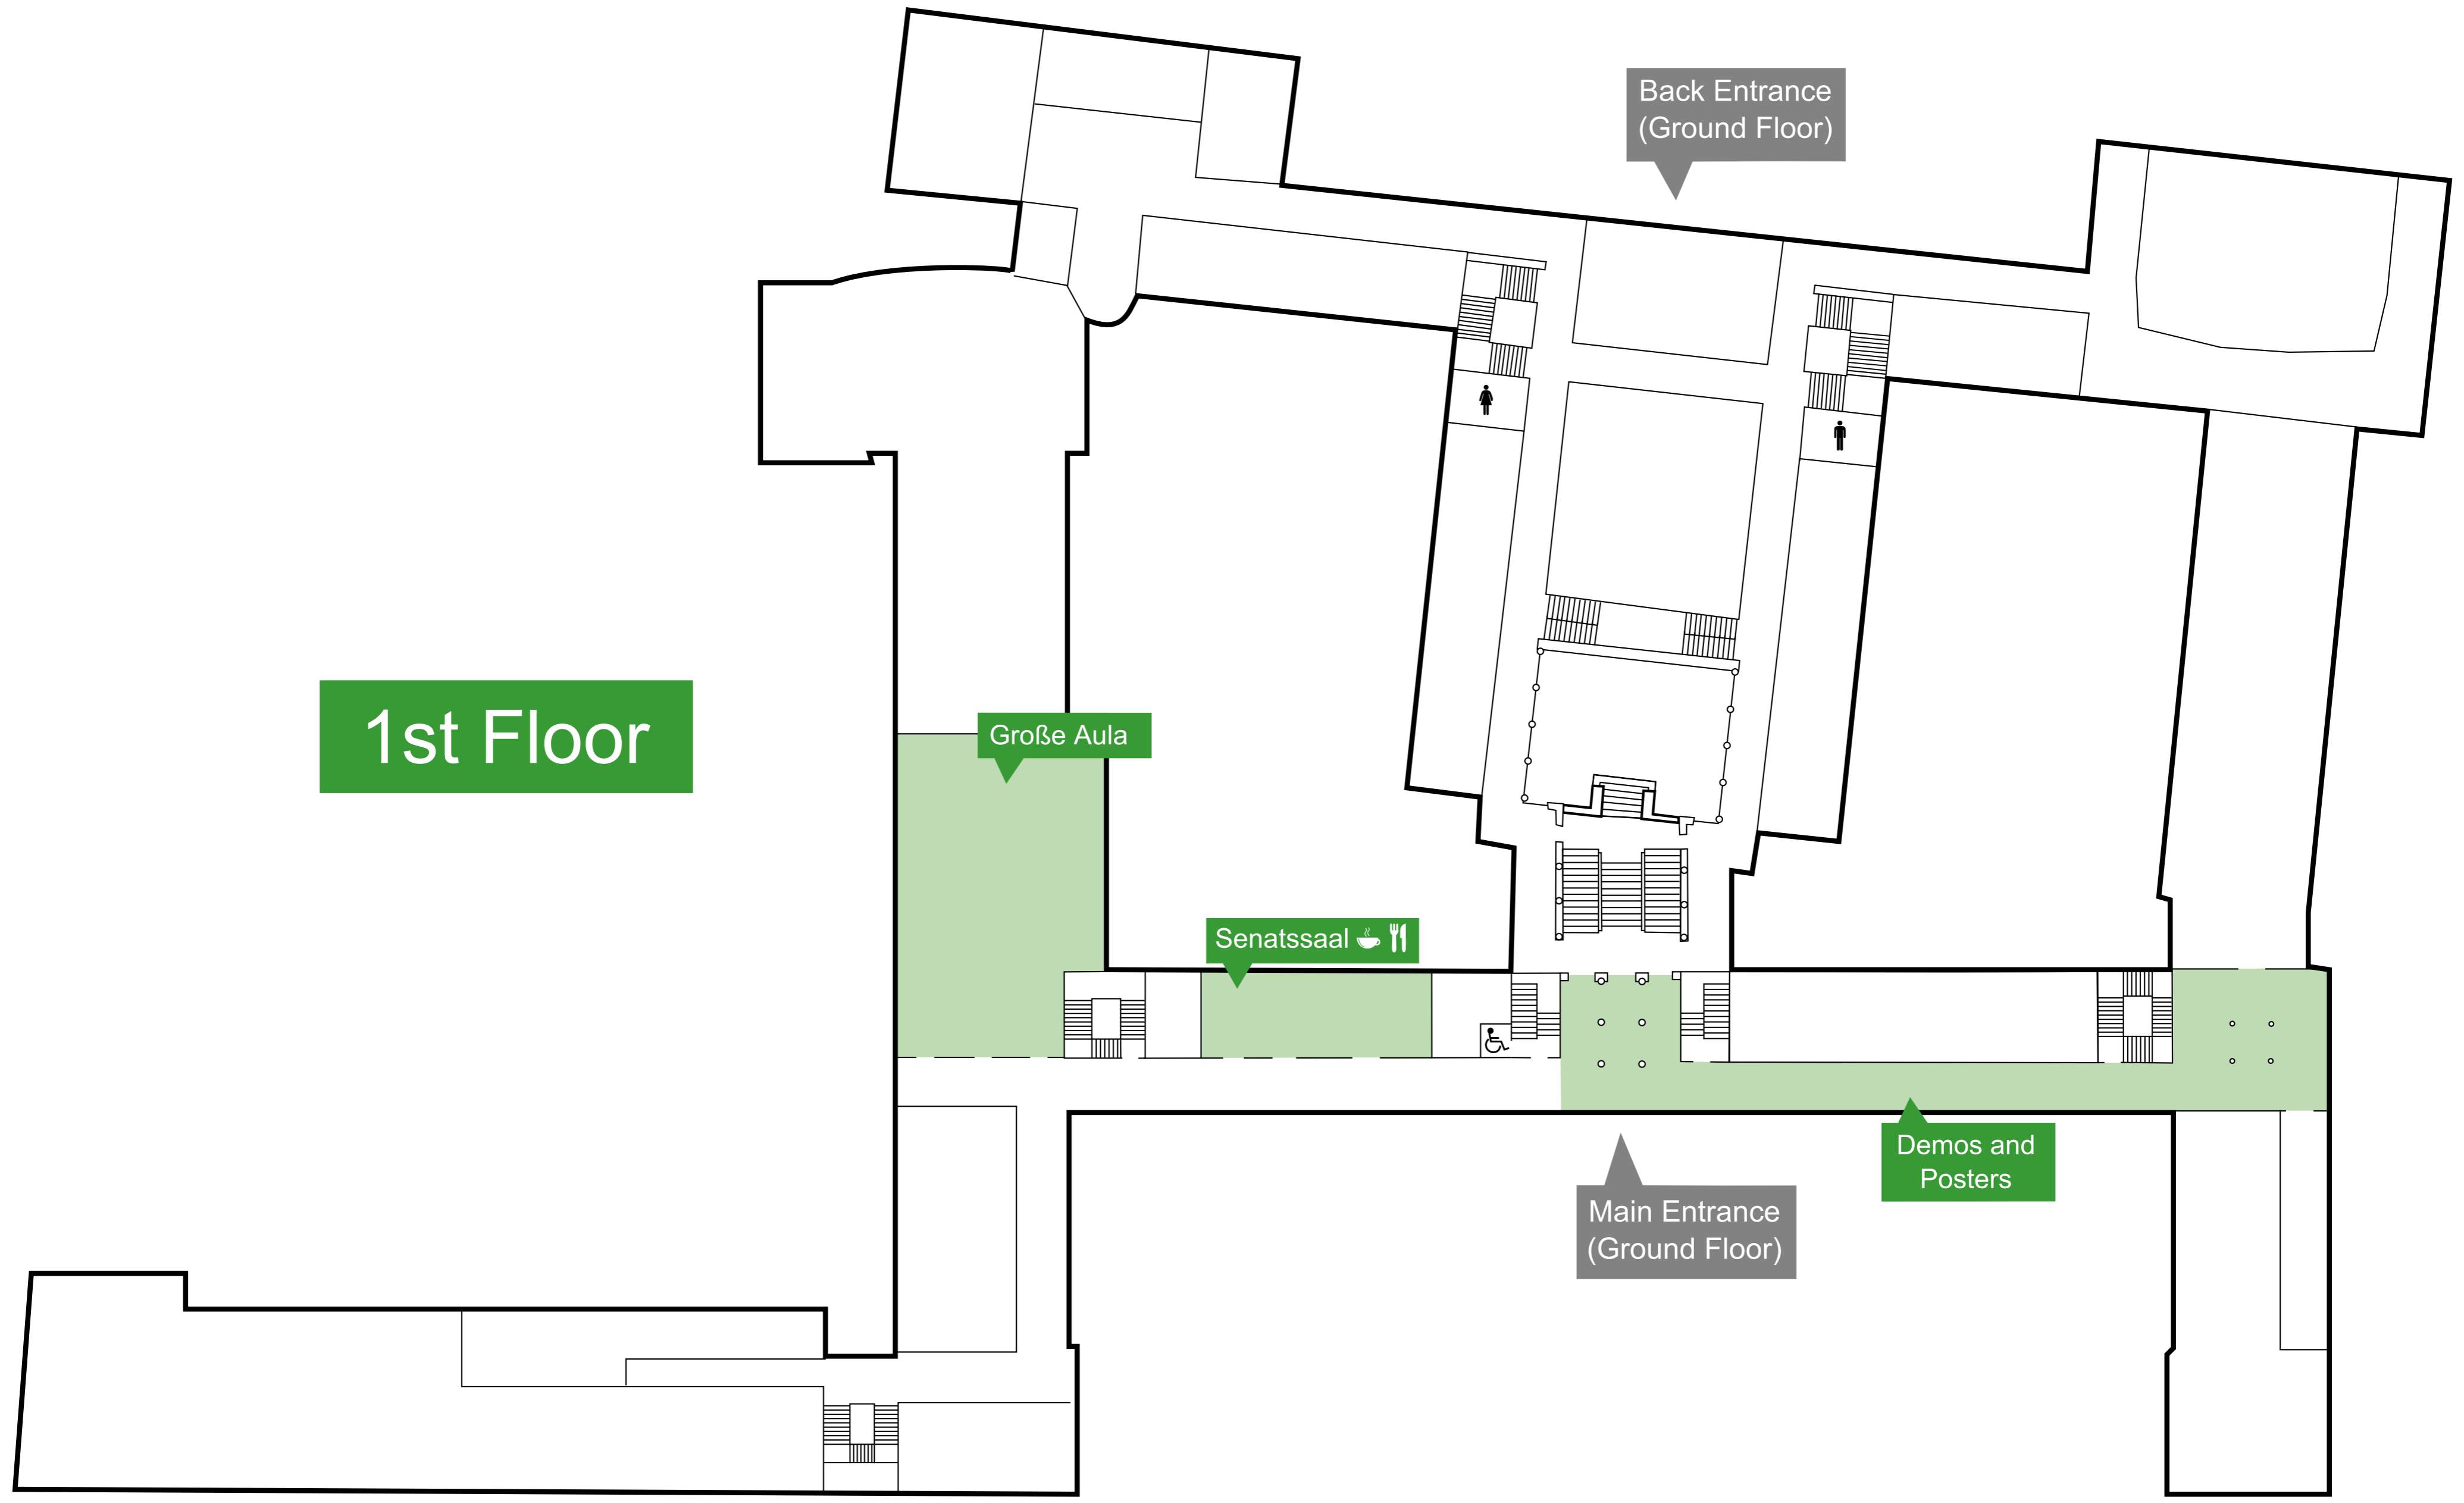 Back Entrance
(Ground Floor)
1st Floor
Große Aula
Senatssaal
Demos and
Posters
Main Entrance
(Ground Floor)